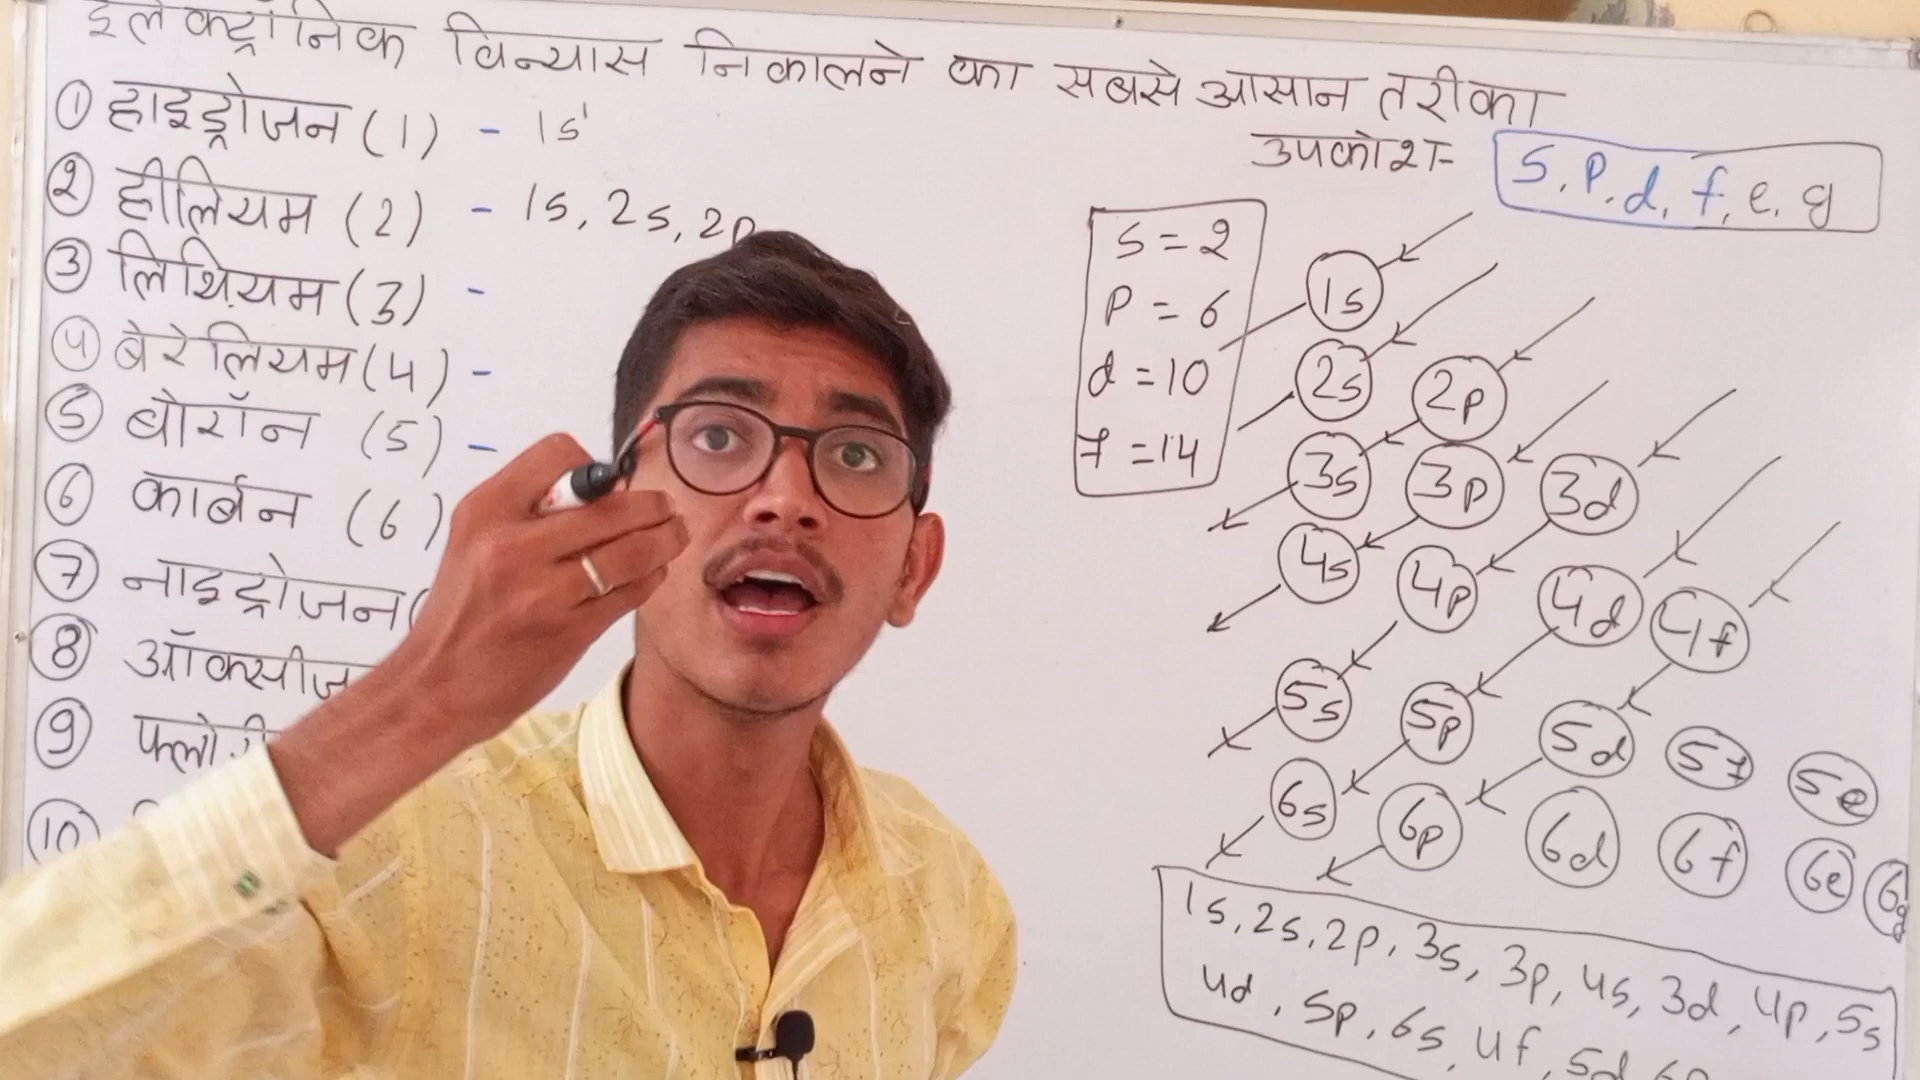 इलेक्ट्रॉनिक विन्यास निकालने का सबसे आसान तरीका
① हाइड्रोजन (1) - 1s¹
② हीलियम (2) - 1s, 2s, 2p
③ लिथियम (3) -
④ बेरेलियम (4) -
⑤ बोरॉन (5) -
⑥ कार्बन (6)
⑦ नाइट्रोजन (
⑧
⑨
⑩
उपकोश- s, p, d, f, e, g
s = 2
p = 6
d = 10
f = 14
1s
2s 2p
3s 3p 3d
4s 4p 4d 4f
5s 5p 5d 5f 5e
6s 6p 6d 6f 6e 6g
1s, 2s, 2p, 3s, 3p, 4s, 3d, 4p, 5s
4d, 5p, 6s, 4f, 5d